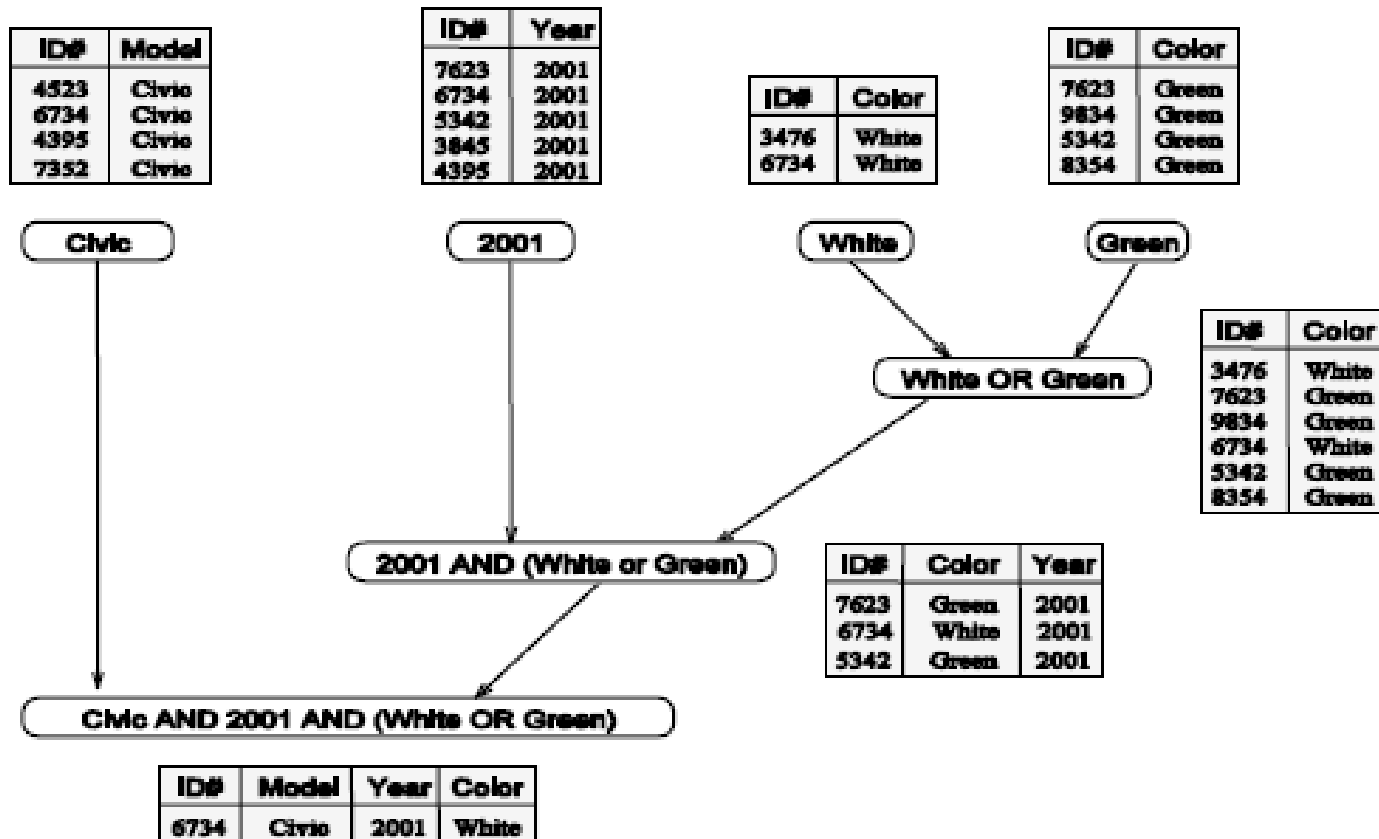 ID# Model
4523 Civic
6734 Civic
4395 Civic
7352 Civic
ID# Year
7623 2001
6734 2001
5342 2001
3845 2001
4395 2001
ID# Color
3476 White
6734 White
ID# Color
7623 Green
9834 Green
5342 Green
8354 Green
Civic
2001
White
Green
White OR Green
ID# Color
3476 White
7623 Green
9834 Green
6734 White
5342 Green
8354 Green
2001 AND (White or Green)
ID# Color Year
7623 Green 2001
6734 White 2001
5342 Green 2001
Civic AND 2001 AND (White OR Green)
ID# Model Year Color
6734 Civic 2001 White